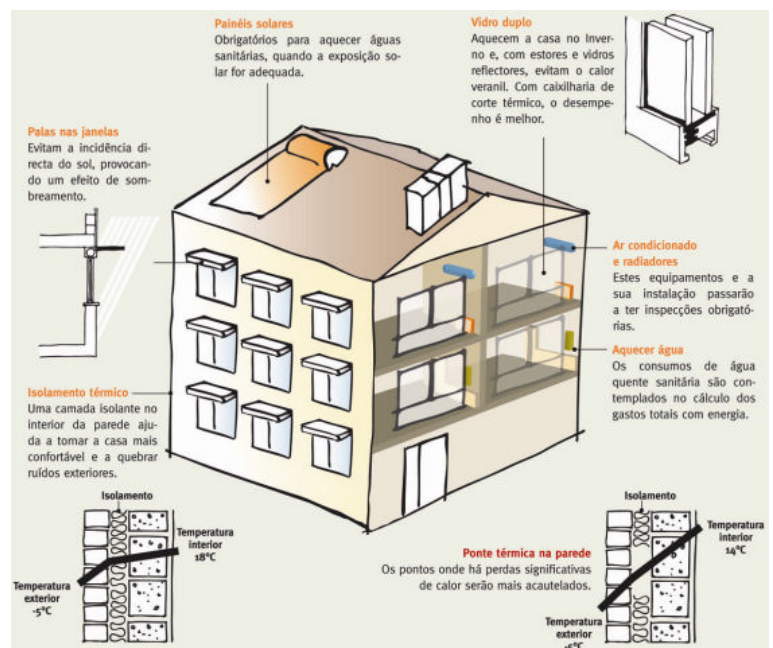 Painéis solares
Obrigatórios para aquecer águas
sanitárias, quando a exposição so-
lar for adequada.
Vidro duplo
Aquecem a casa no Inver-
no e, com estores e vidros
reflectores, evitam o calor
veranil. Com caixilharia de
corte térmico, o desempe-
nho é melhor.
Palas nas janelas
Evitam a incidência di-
recta do sol, provocan-
do um efeito de som-
breamento.
Ar condicionado
e radiadores
Estes equipamentos e a
sua instalação passarão
a ter inspecções obrigató-
rias.
Aquecer água
Os consumos de água
quente sanitária são con-
templados no cálculo dos
gastos totais com energia.
Isolamento térmico
Uma camada isolante no
interior da parede aju-
da a tornar a casa mais
confortável e a quebrar
ruídos exteriores.
Isolamento
Temperatura
interior
18ºC
Temperatura
exterior
-5ºC
Ponte térmica na parede
Os pontos onde há perdas significativas
de calor serão mais acautelados.
Isolamento
Temperatura
interior
14ºC
Temperatura
exterior
-5ºC